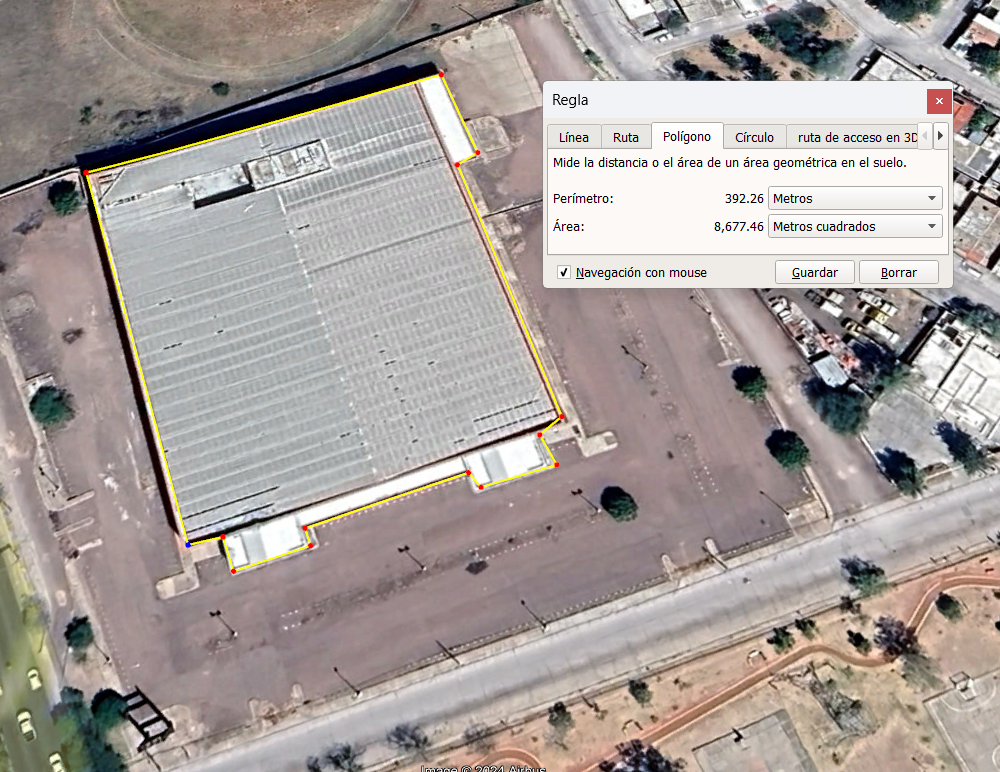 Regla
×
Línea Ruta Polígono Círculo ruta de acceso en 3D
Mide la distancia o el área de un área geométrica en el suelo.
Perímetro: 392.26 Metros
Área: 8,677.46 Metros cuadrados
Navegación con mouse Guardar Borrar
Image © 2024 Airbus